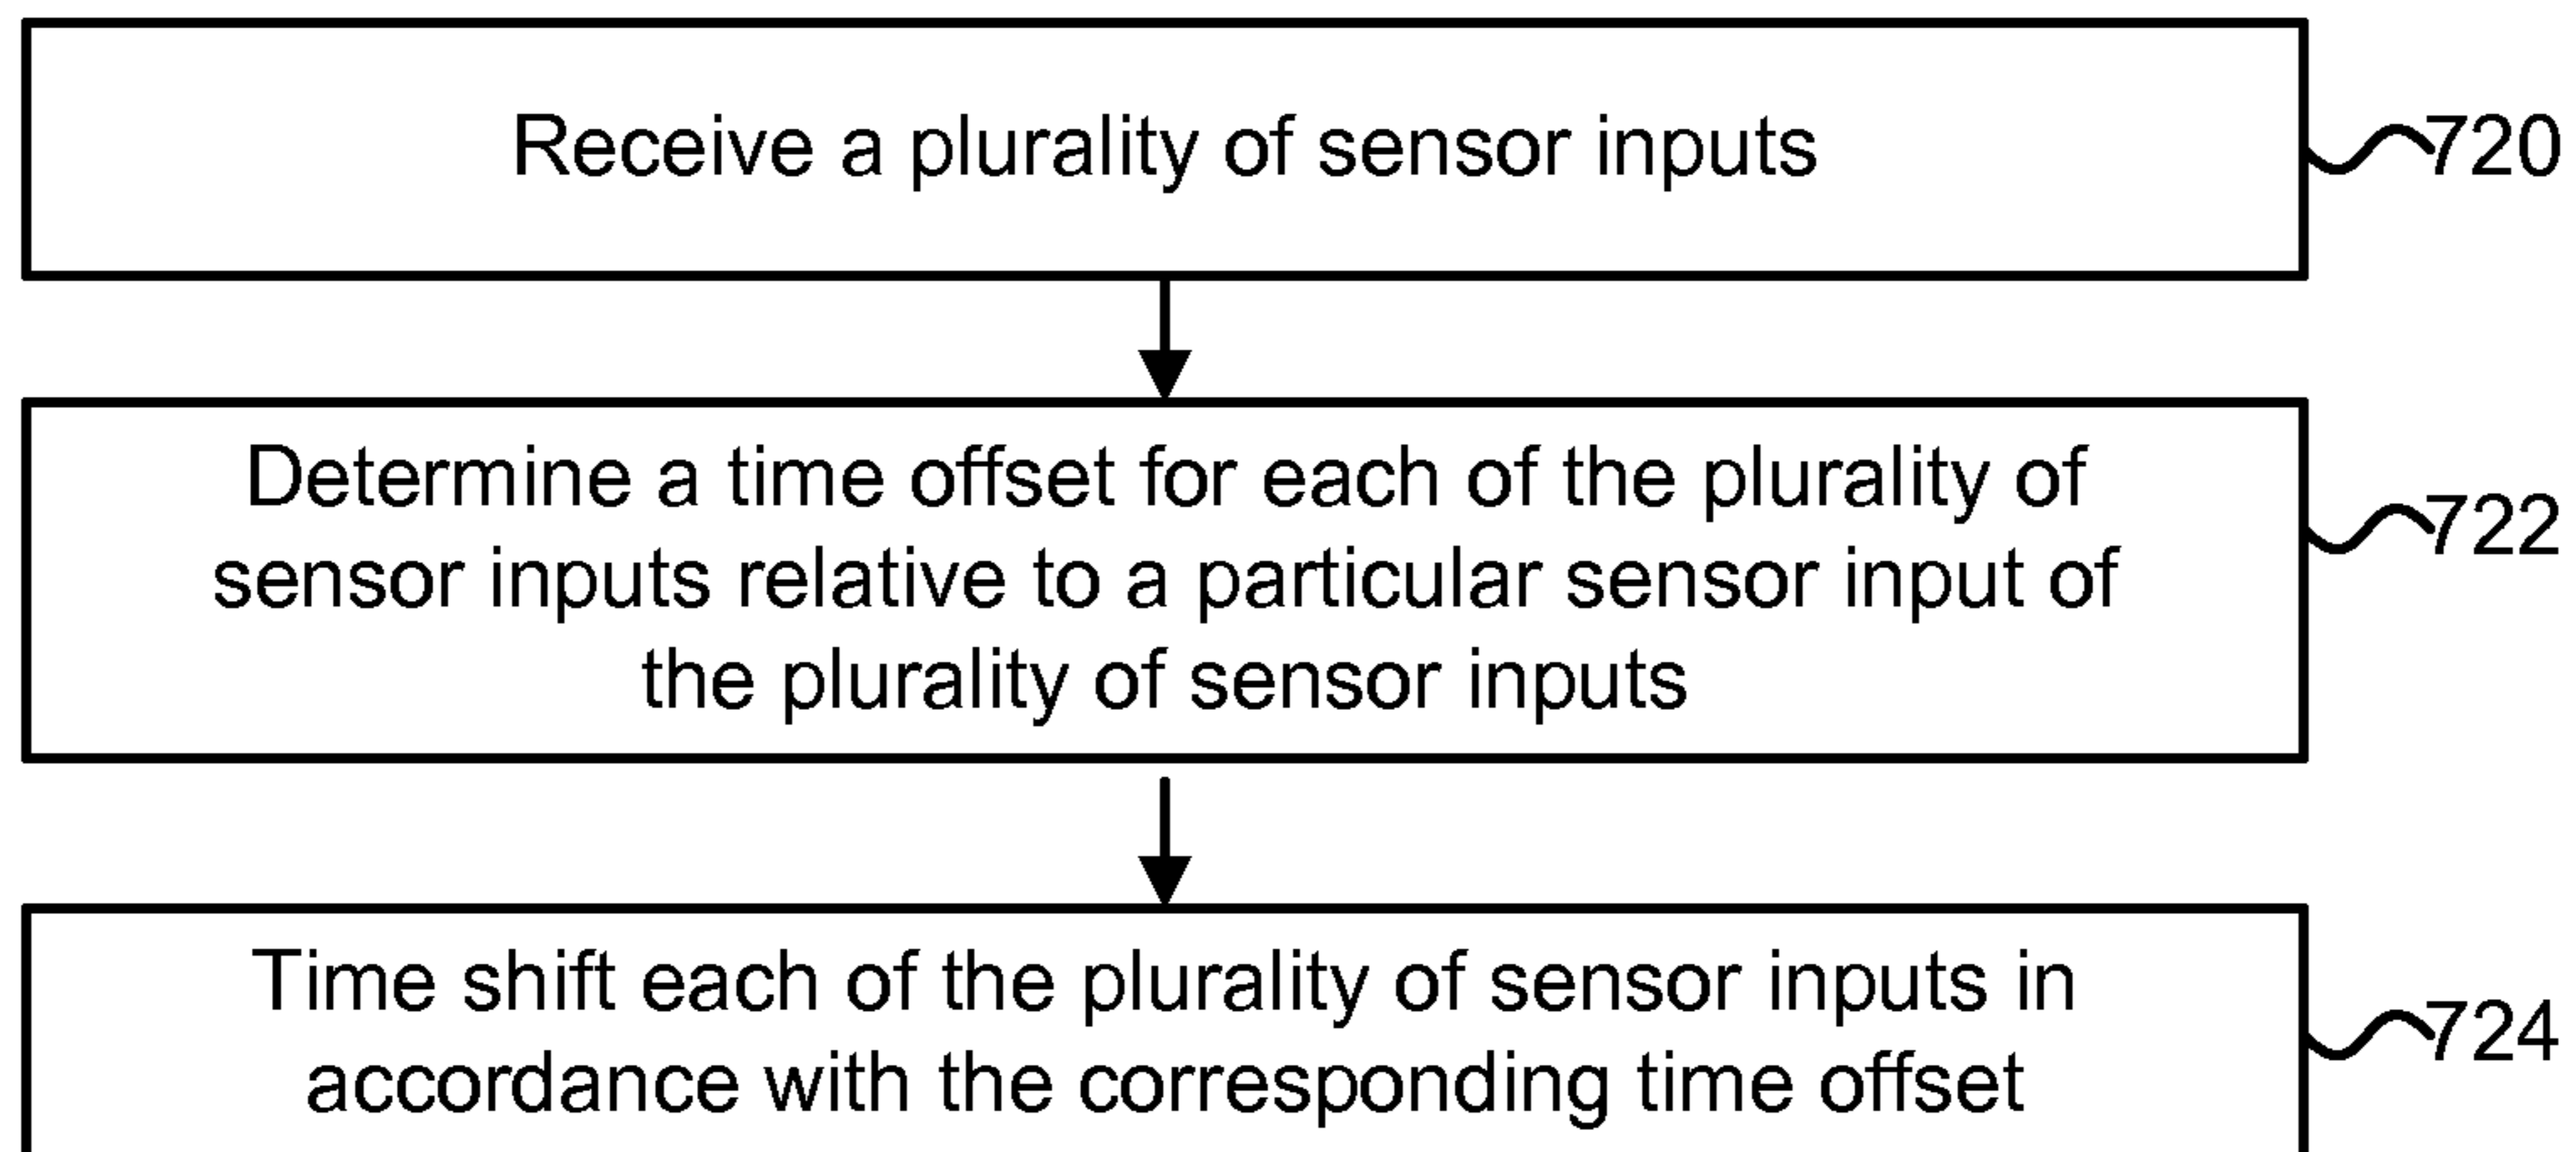 Receive a plurality of sensor inputs
720
Determine a time offset for each of the plurality of
sensor inputs relative to a particular sensor input of
the plurality of sensor inputs
722
Time shift each of the plurality of sensor inputs in
accordance with the corresponding time offset
724